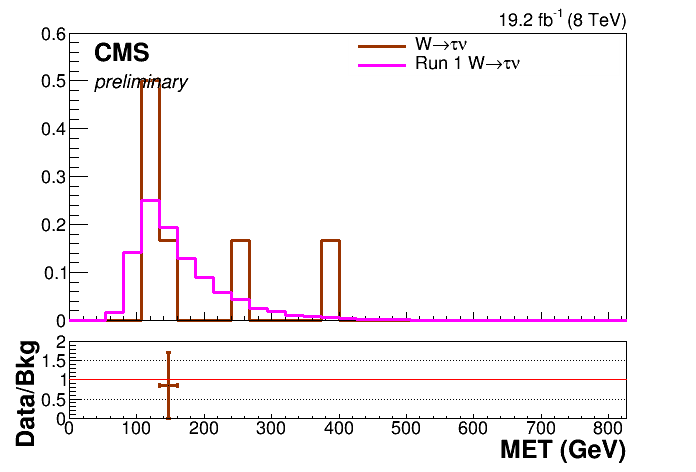 19.2 fb⁻¹ (8 TeV)
CMS
preliminary
W→τν
Run 1 W→τν
0.6
0.5
0.4
0.3
0.2
0.1
0
Data/Bkg
2
1.5
1
0.5
0
0 100 200 300 400 500 600 700 800
MET (GeV)